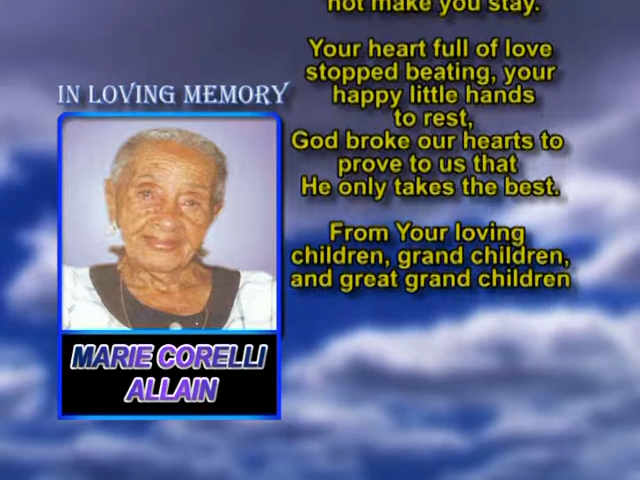 not make you stay.
Your heart full of love
stopped beating, your
happy little hands
to rest,
God broke our hearts to
prove to us that
He only takes the best.
From Your loving
children, grand children,
and great grand children
IN LOVING MEMORY
MARIE CORELLI
ALLAIN